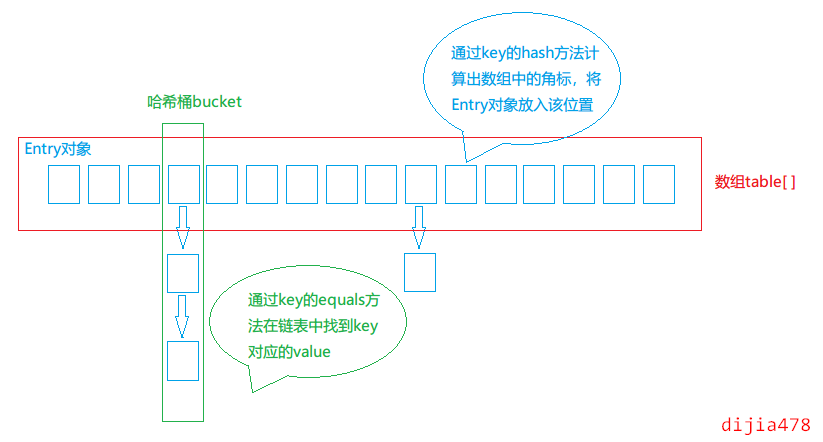 通过key的hash方法计
算出数组中的角标，将
Entry对象放入该位置
哈希桶bucket
Entry对象
数组table[ ]
通过key的equals方
法在链表中找到key
对应的value
dijia478